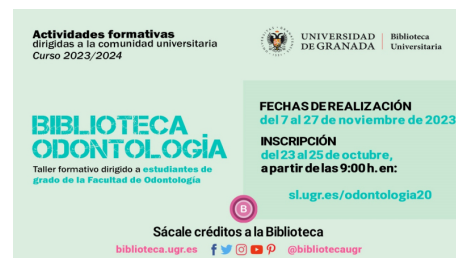 Actividades formativas
dirigidas a la comunidad universitaria
Curso 2023/2024
UNIVERSIDAD
DE GRANADA
Biblioteca
Universitaria
BIBLIOTECA
ODONTOLOGÍA
Taller formativo dirigido a estudiantes de
grado de la Facultad de Odontología
FECHAS DE REALIZACIÓN
del 7 al 27 de noviembre de 2023
INSCRIPCIÓN
del 23 al 25 de octubre,
a partir de las 9:00 h. en:
sl.ugr.es/odontologia20
B
Sácale créditos a la Biblioteca
biblioteca.ugr.es @bibliotecaugr